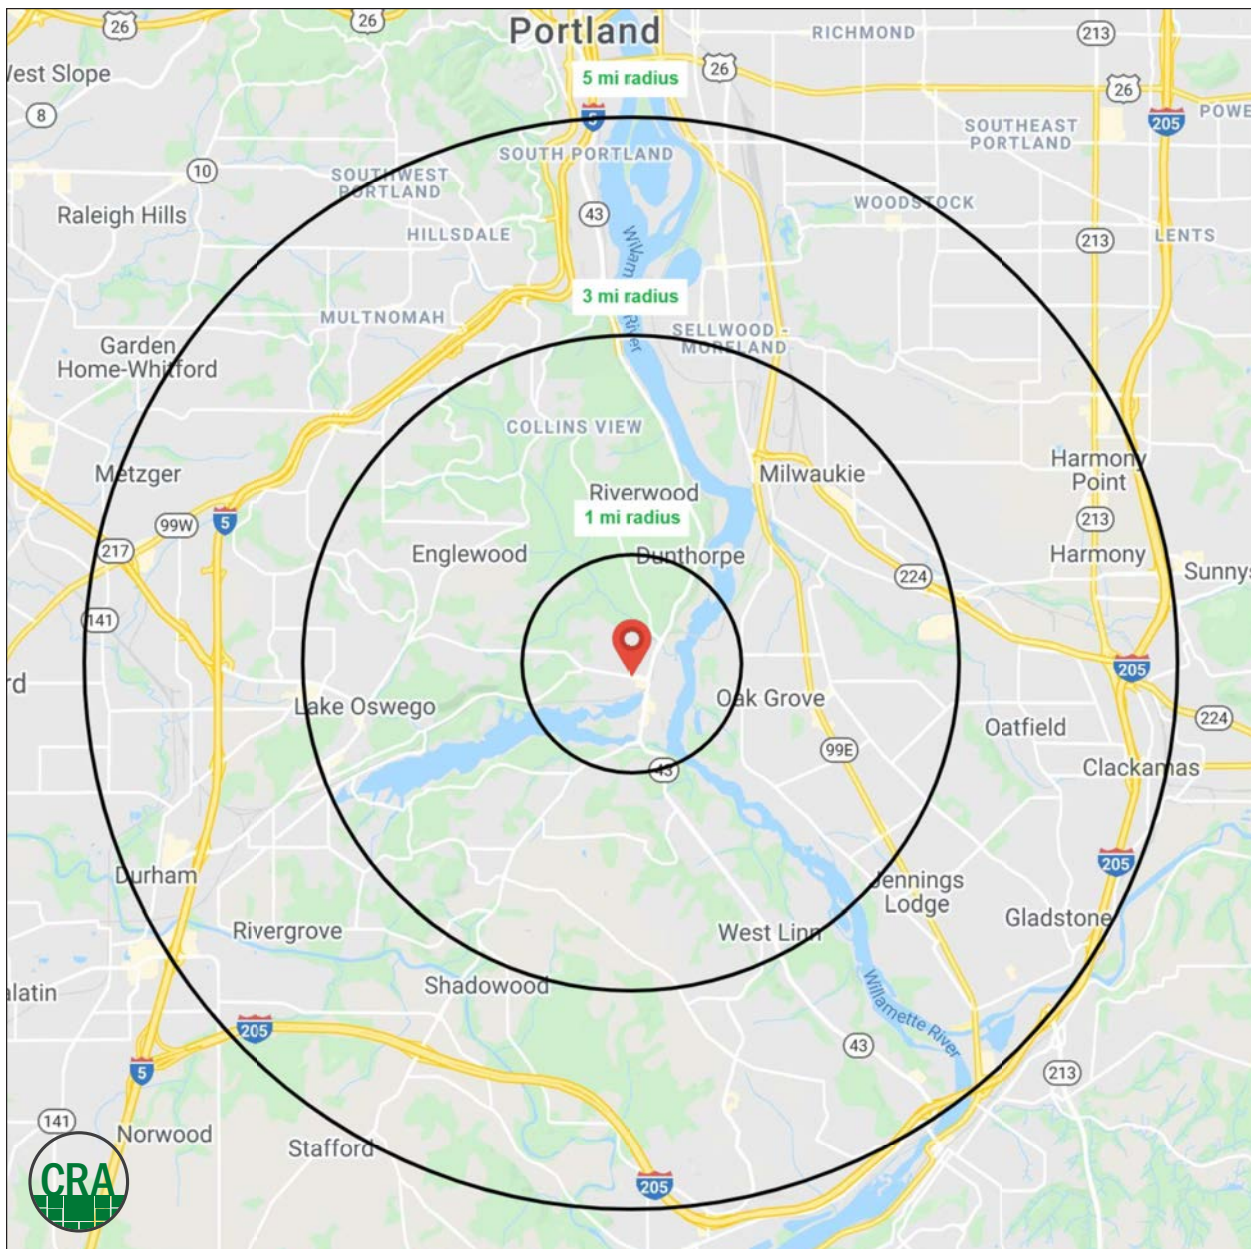 Portland
26
26
RICHMOND
213
West Slope
5 mi radius
26
26
8
5
205
POWE
SOUTHEAST
PORTLAND
SOUTH PORTLAND
10
SOUTHWEST
PORTLAND
Raleigh Hills
43
WOODSTOCK
HILLSDALE
213
LENTS
Willam
River
3 mi radius
MULTNOMAH
SELLWOOD -
MORELAND
Garden
Home-Whitford
COLLINS VIEW
Metzger
Milwaukie
Harmony
Point
Riverwood
1 mi radius
99W
5
213
217
Englewood
Dunthorpe
Harmony
224
Sunnys
141
205
rd
Lake Oswego
Oak Grove
224
Oatfield
99E
43
Clackamas
205
Durham
Jennings
Lodge
Gladstone
Rivergrove
West Linn
alatin
Shadowood
Willamette River
205
43
5
213
141
Norwood
Stafford
CRA
205